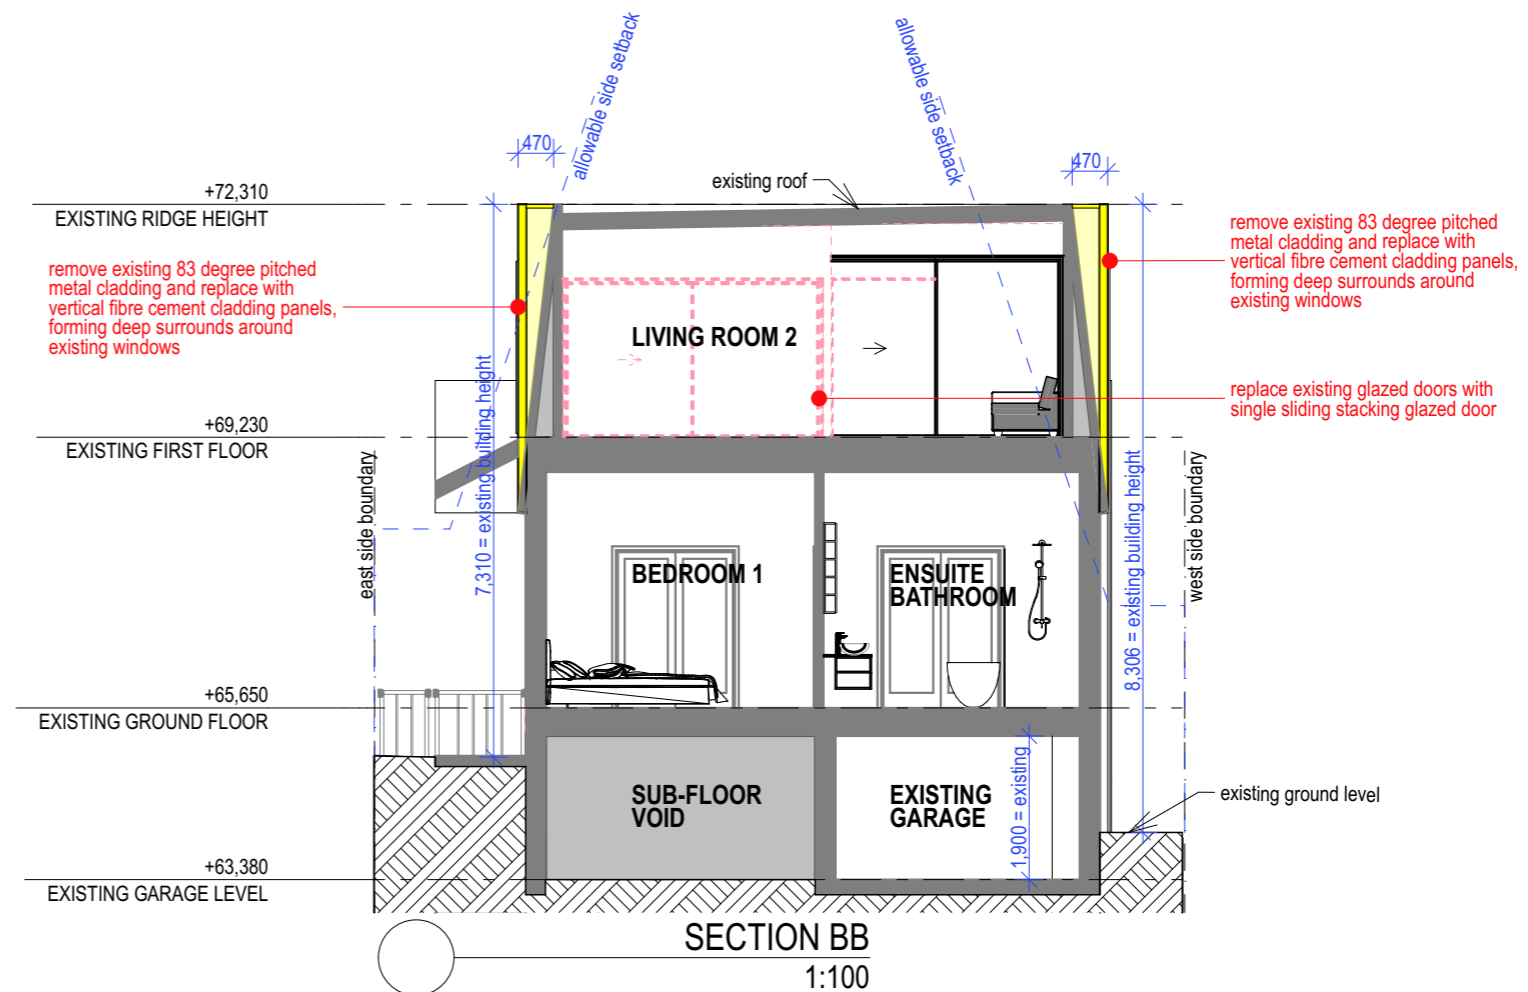 allowable side setback
allowable side setback
470
470
existing roof
+72,310
EXISTING RIDGE HEIGHT
remove existing 83 degree pitched
metal cladding and replace with
vertical fibre cement cladding panels,
forming deep surrounds around
existing windows
remove existing 83 degree pitched
metal cladding and replace with
vertical fibre cement cladding panels,
forming deep surrounds around
existing windows
LIVING ROOM 2
replace existing glazed doors with
single sliding stacking glazed door
+69,230
EXISTING FIRST FLOOR
east side boundary
7,310 = existing building height
8,306 = existing building height
west side boundary
BEDROOM 1
ENSUITE
BATHROOM
+65,650
EXISTING GROUND FLOOR
SUB-FLOOR
VOID
EXISTING
GARAGE
1,900 = existing
existing ground level
+63,380
EXISTING GARAGE LEVEL
SECTION BB
1:100